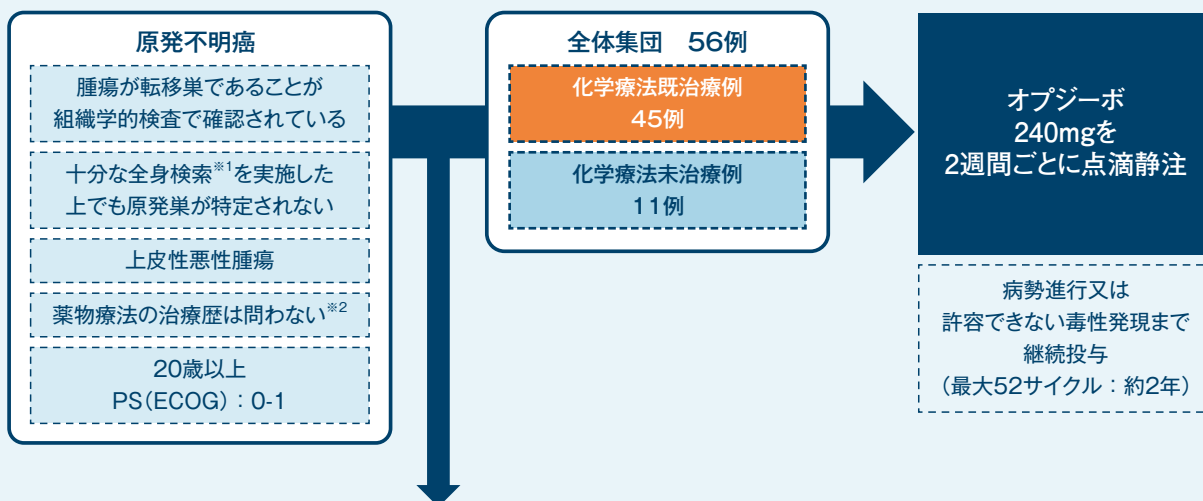 原発不明癌
腫瘍が転移巣であることが
組織学的検査で確認されている
十分な全身検索※1を実施した
上でも原発巣が特定されない
上皮性悪性腫瘍
薬物療法の治療歴は問わない※2
20歳以上
PS(ECOG)：0-1
全体集団　56例
化学療法既治療例
45例
化学療法未治療例
11例
オプジーボ
240mgを
2週間ごとに点滴静注
病勢進行又は
許容できない毒性発現まで
継続投与
（最大52サイクル：約2年）